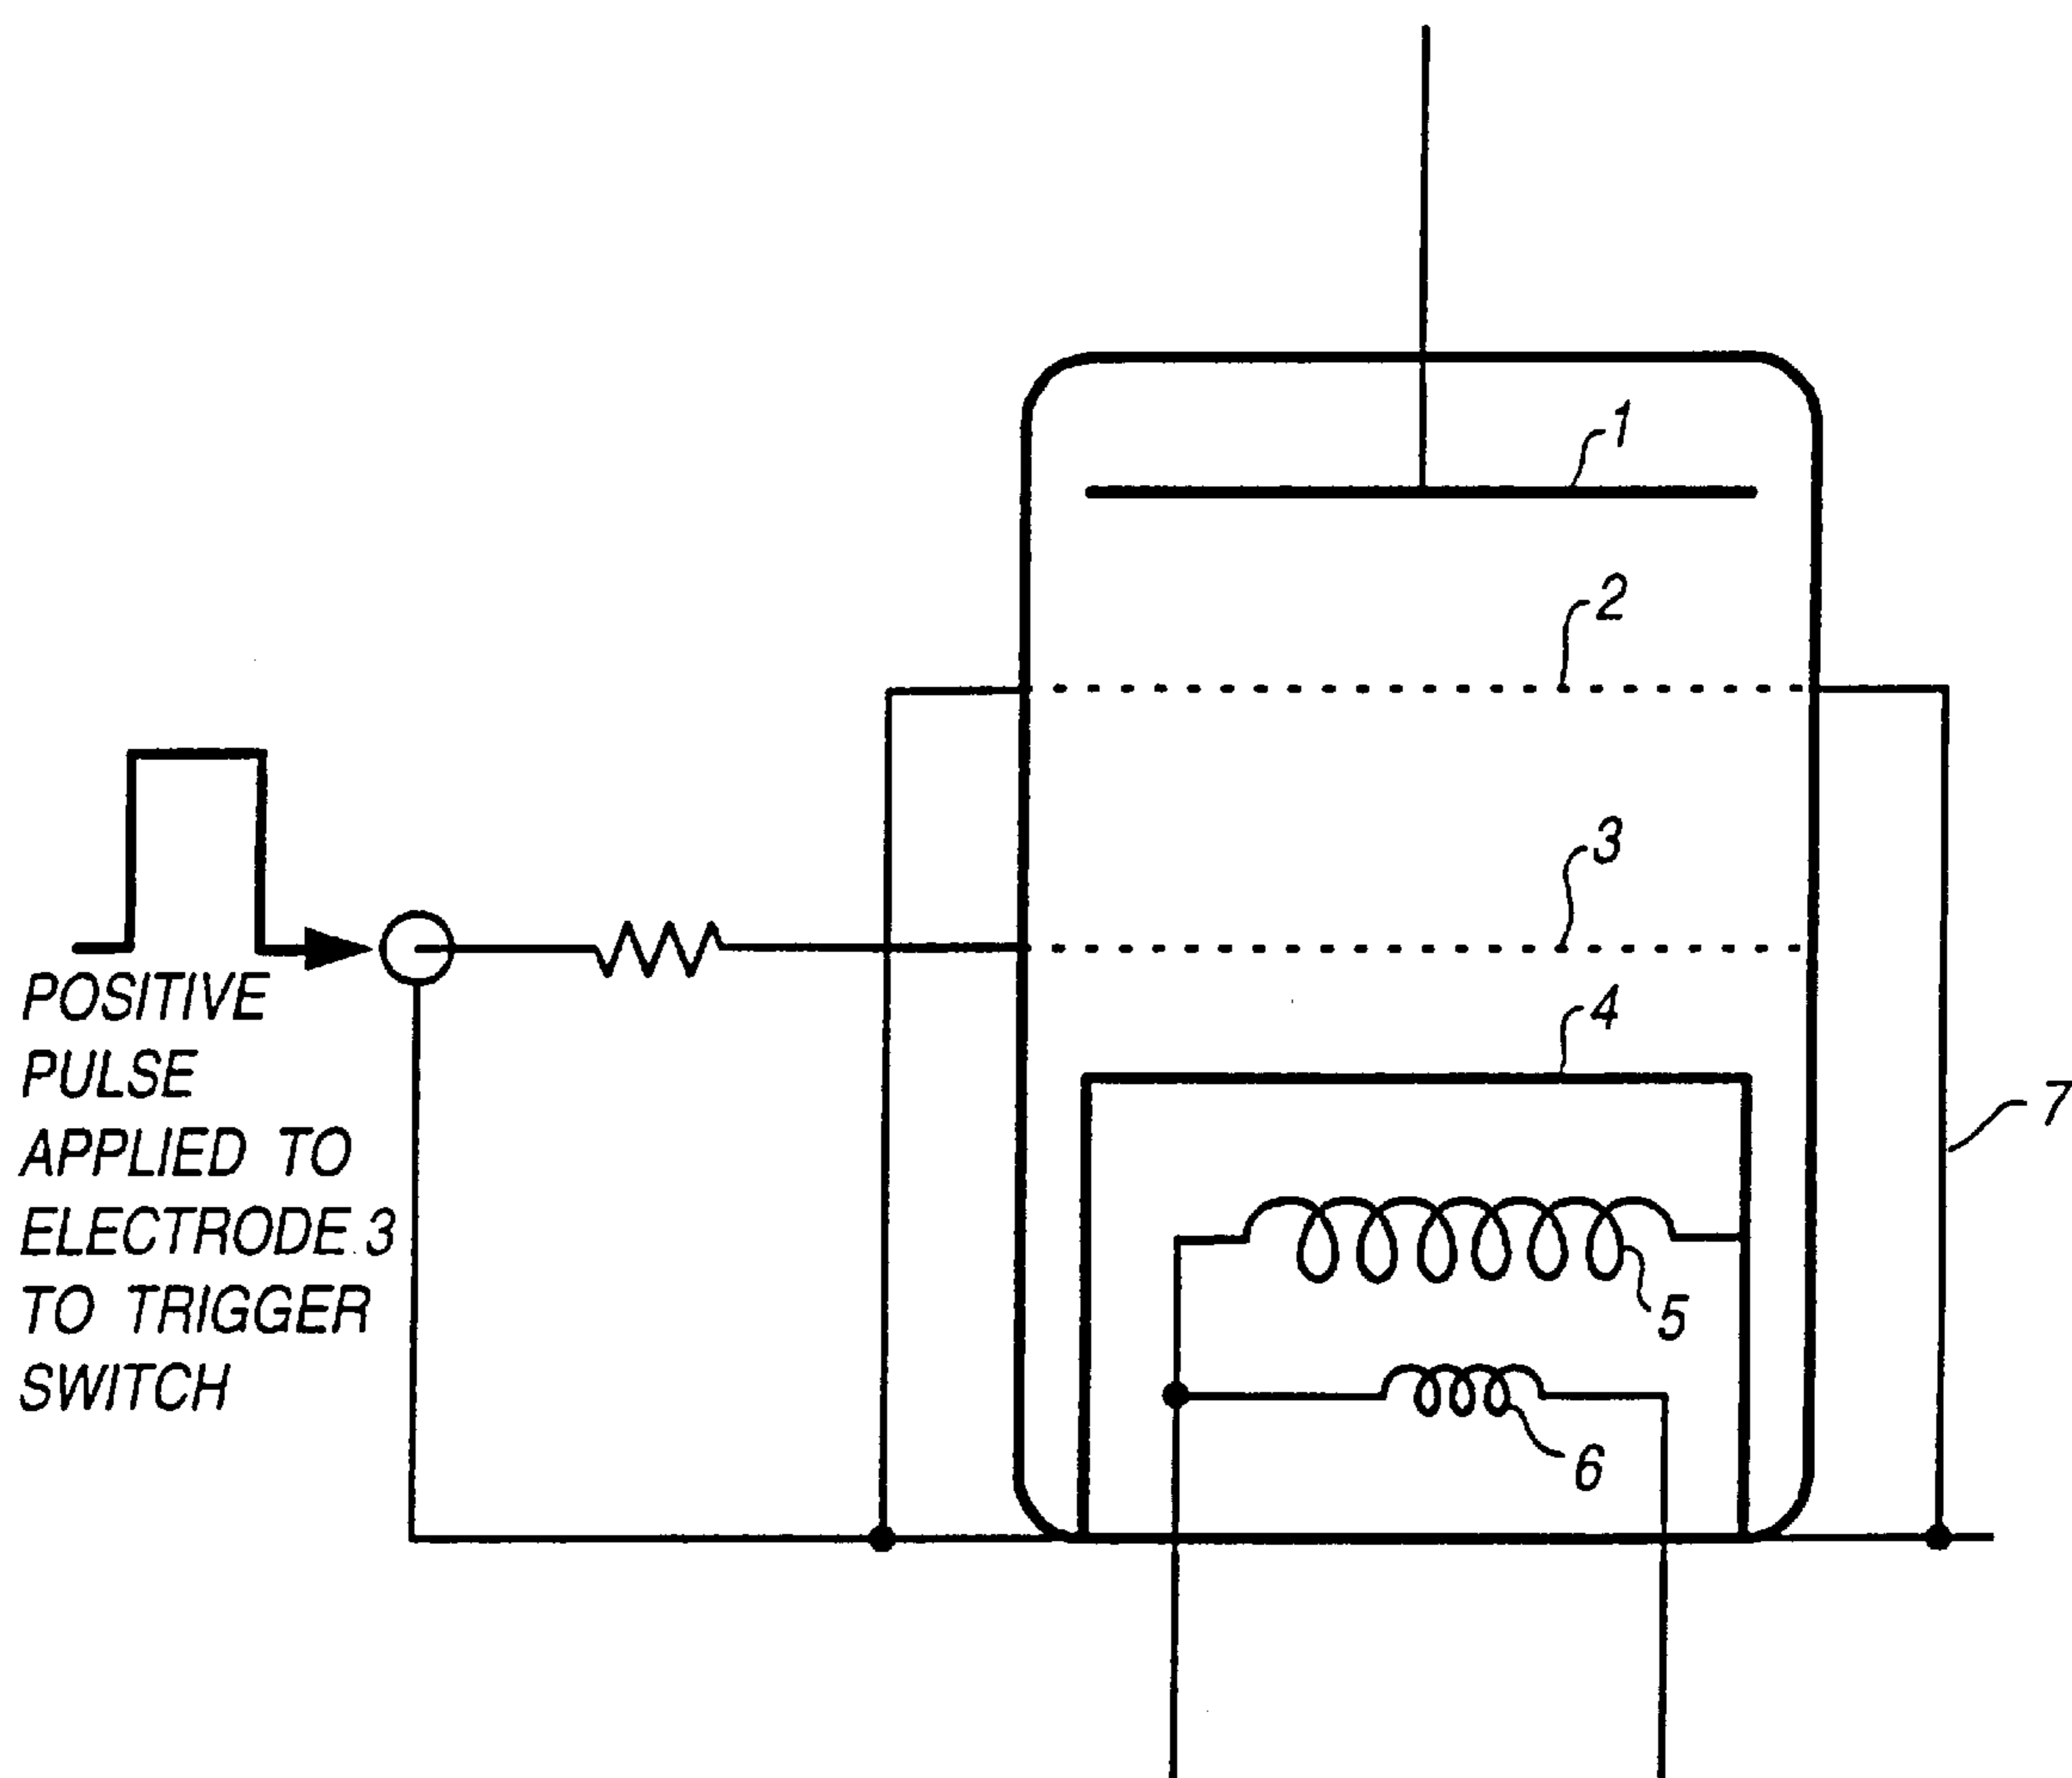 1
2
3
4
7
5
6
POSITIVE
PULSE
APPLIED TO
ELECTRODE 3
TO TRIGGER
SWITCH